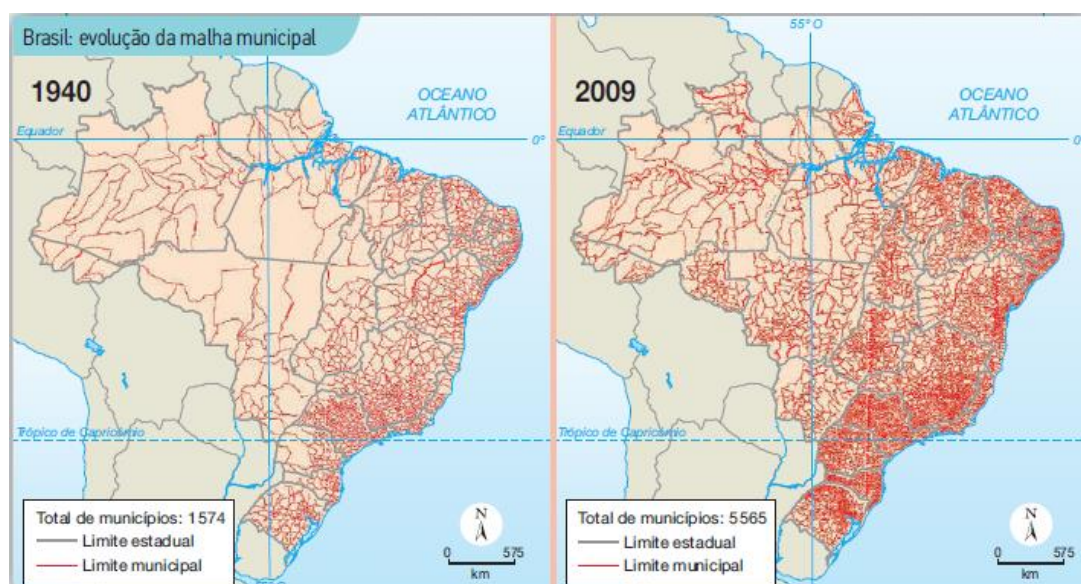 Brasil: evolução da malha municipal
1940
OCEANO
ATLÂNTICO
Equador
0°
Trópico de Capricórnio
Total de municípios: 1574
Limite estadual
Limite municipal
N
0 575
km
55° O
2009
OCEANO
ATLÂNTICO
Equador
Trópico de Capricórnio
Total de municípios: 5565
Limite estadual
Limite municipal
N
0 575
km